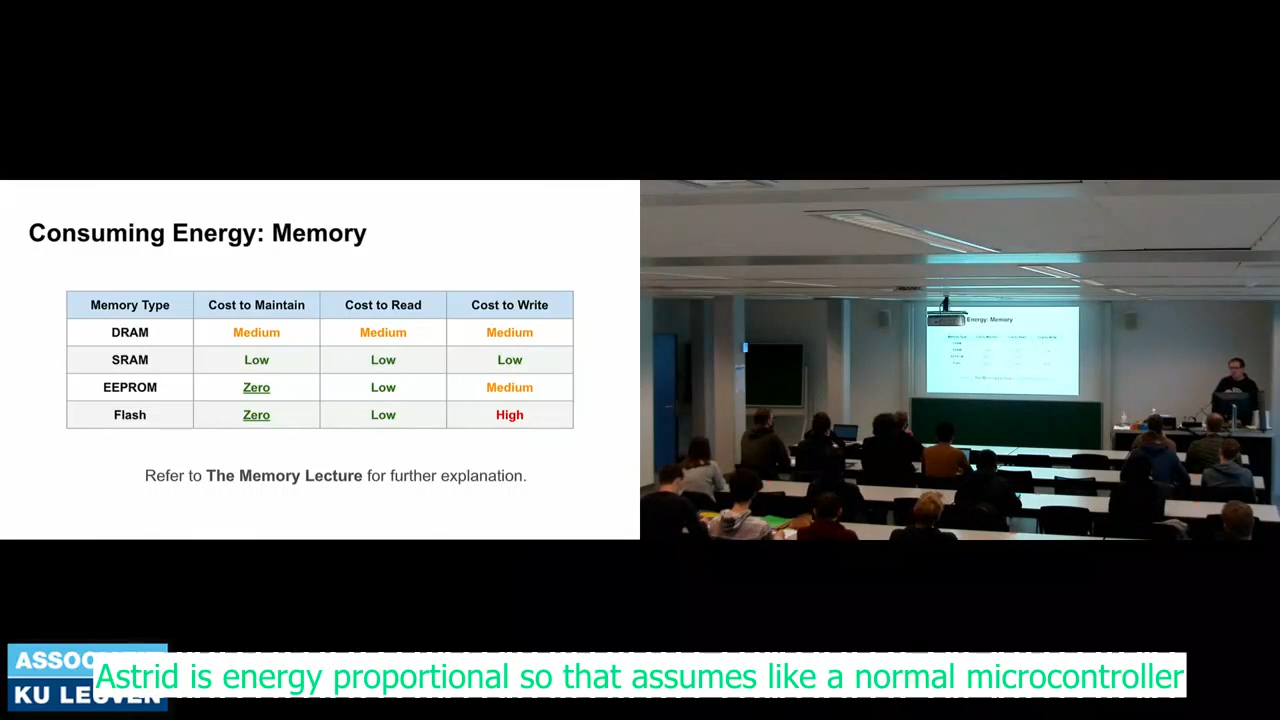 Consuming Energy: Memory
Memory Type Cost to Maintain Cost to Read Cost to Write
DRAM Medium Medium Medium
SRAM Low Low Low
EEPROM Zero Low Medium
Flash Zero Low High
Refer to The Memory Lecture for further explanation.
Energy: Memory
ASSOC
KU LEUVEN
Astrid is energy proportional so that assumes like a normal microcontroller